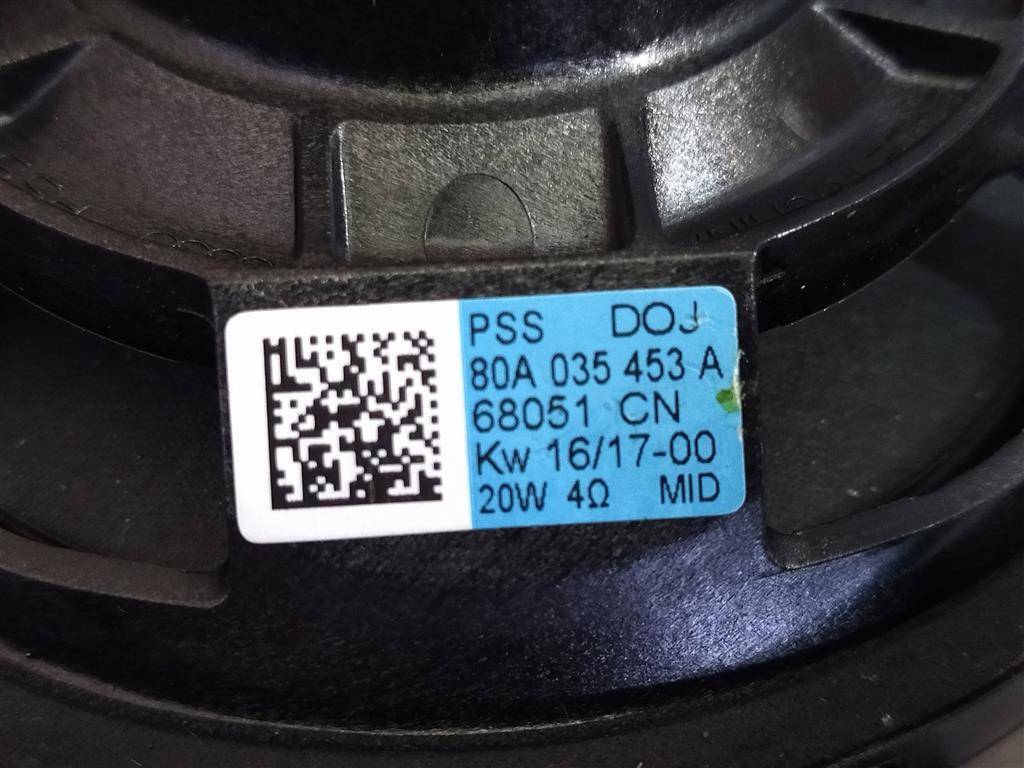 PSS DOJ
80A 035 453 A
68051 CN
Kw 16/17-00
20W 4Ω MID